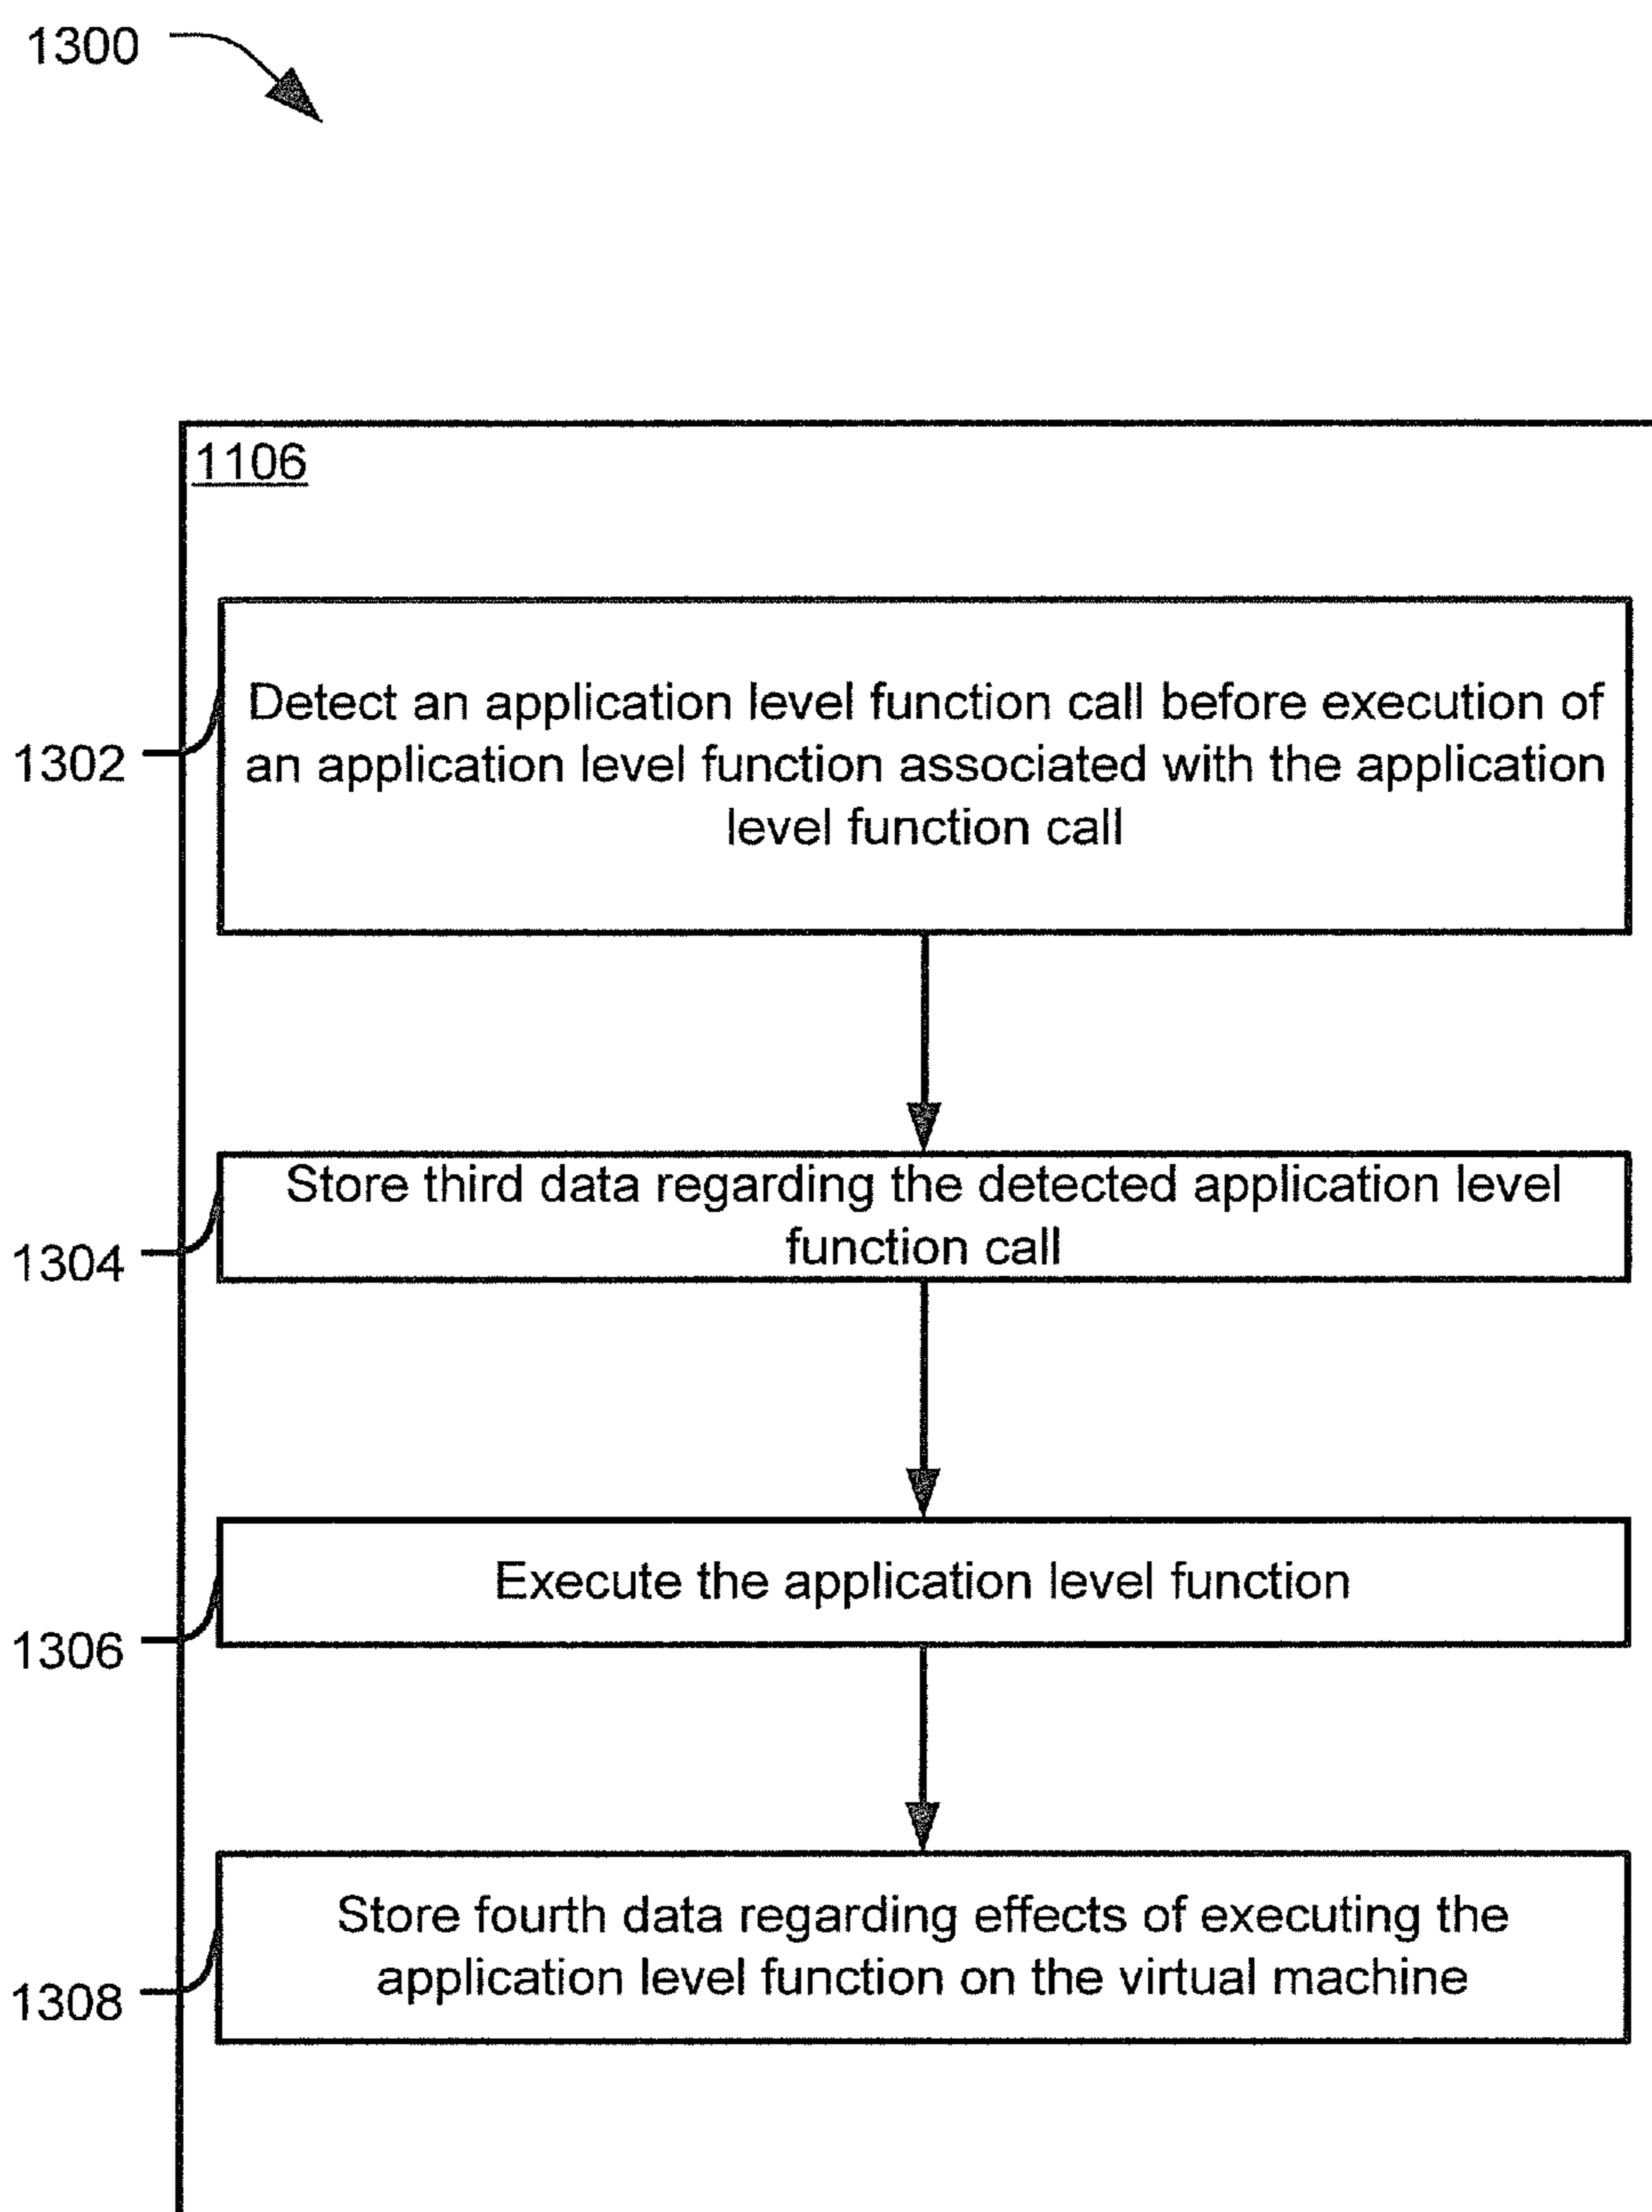 1300
1106
Detect an application level function call before execution of
an application level function associated with the application
level function call
1302
Store third data regarding the detected application level
function call
1304
Execute the application level function
1306
Store fourth data regarding effects of executing the
application level function on the virtual machine
1308